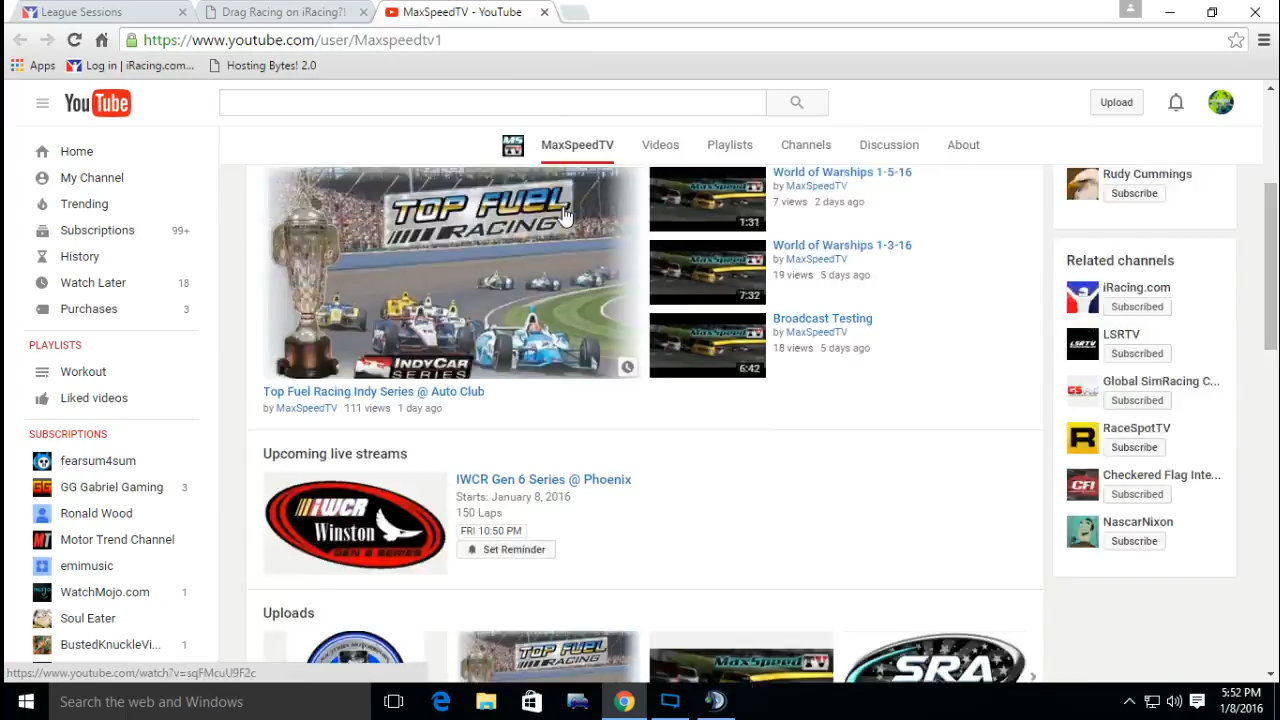 League Sessions
Drag Racing on iRacing?!
MaxSpeedTV - YouTube
https://www.youtube.com/user/Maxspeedtv1
Apps
Log in | iRacing.com...
Hosting Bytes! 2.0
YouTube
Upload
MaxSpeedTV
Videos
Playlists
Channels
Discussion
About
Home
My Channel
Trending
Subscriptions 99+
History
Watch Later 18
Purchases 3
PLAYLISTS
Workout
Liked videos
SUBSCRIPTIONS
fearsum4sum
GG Gabriel Gaming 3
Ronald Wood
Motor Trend Channel
emimusic
WatchMojo.com 1
Soul Eater
BustedKnuckleVi... 1
https://www.youtube.com/watch?v=sqFMcuU9F2c
TOP FUEL
RACING
INDYCAR
SERIES
Top Fuel Racing Indy Series @ Auto Club
by MaxSpeedTV 111 views 1 day ago
World of Warships 1-5-16
by MaxSpeedTV
7 views 2 days ago
1:31
World of Warships 1-3-16
by MaxSpeedTV
19 views 5 days ago
7:32
Broadcast Testing
by MaxSpeedTV
18 views 5 days ago
6:42
Upcoming live streams
IWCR
Winston
GEN 6 SERIES
IWCR Gen 6 Series @ Phoenix
Starts: January 8, 2016
150 Laps
FRI 10:50 PM
Set Reminder
Uploads
TOP FUEL
RACING
MaxSpeedTV
SRA
Rudy Cummings
Subscribe
Related channels
iRacing.com
Subscribed
LSRTV
Subscribed
Global SimRacing C...
Subscribed
RaceSpotTV
Subscribe
Checkered Flag Inte...
Subscribed
NascarNixon
Subscribe
Search the web and Windows
5:52 PM
1/8/2016